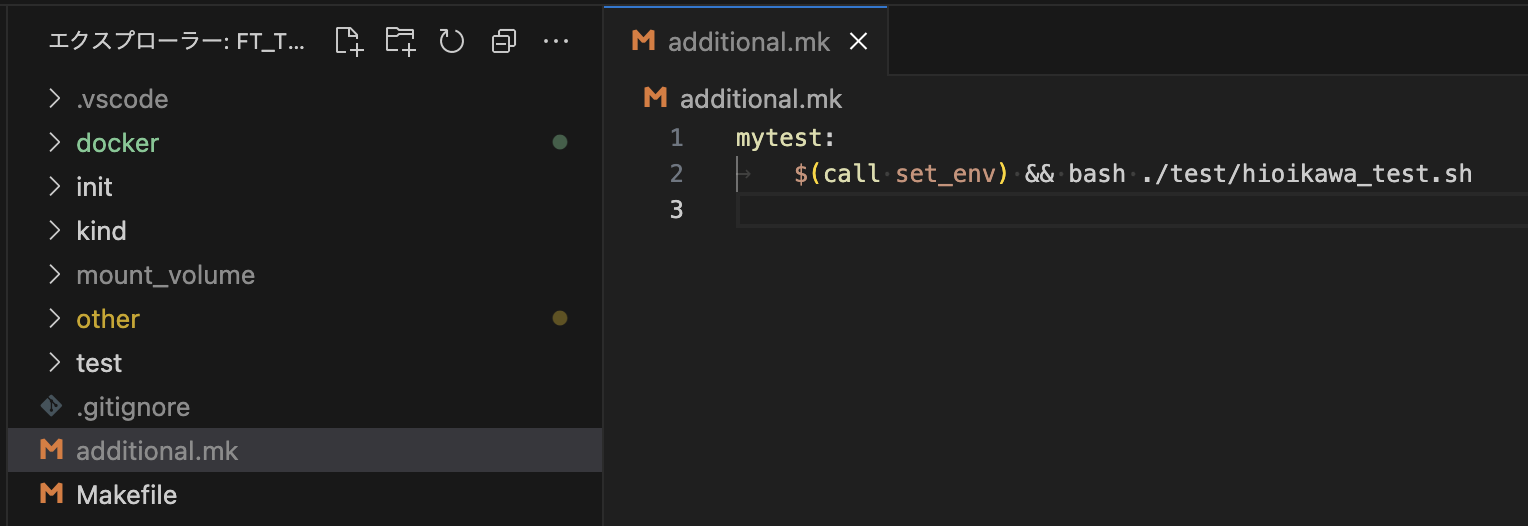 エクスプローラー: FT_T...
.vscode
docker
init
kind
mount_volume
other
test
.gitignore
additional.mk
Makefile
additional.mk
additional.mk
1 mytest:
2 $(call set_env) && bash ./test/hioikawa_test.sh
3